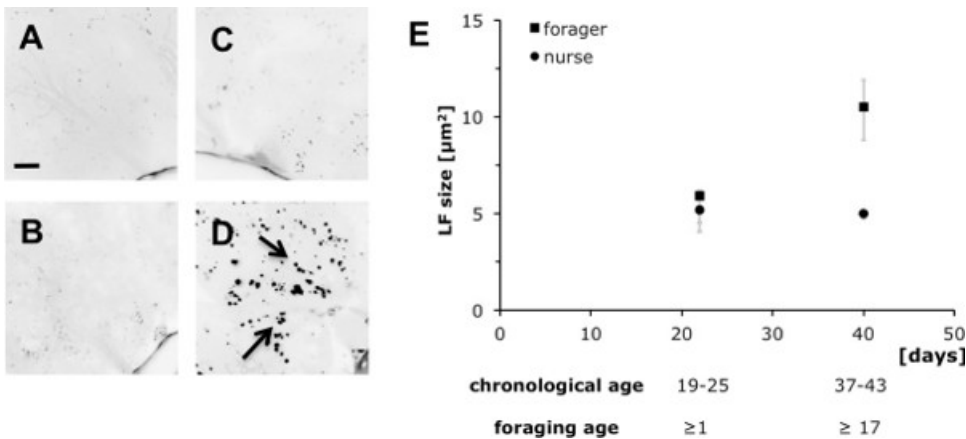 A
C
B
D
E
forager
nurse
LF size [µm²]
15
10
5
0
0 10 20 30 40 50
[days]
chronological age 19-25 37-43
foraging age ≥1 ≥ 17